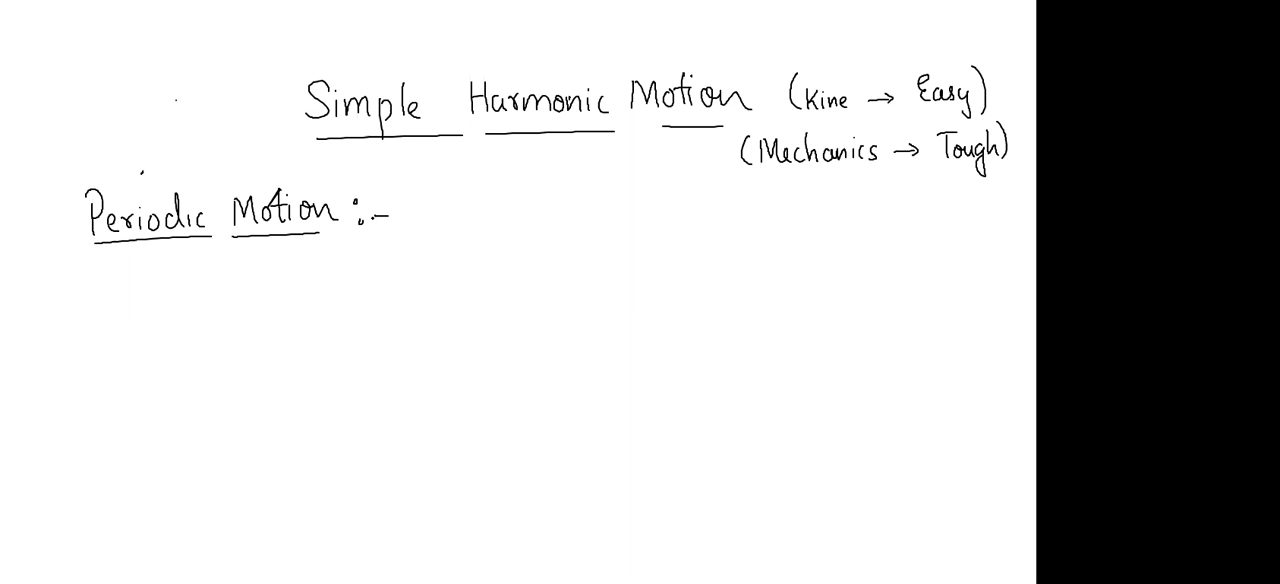 Simple Harmonic Motion (Kine → Easy)
(Mechanics → Tough)
Periodic Motion :-